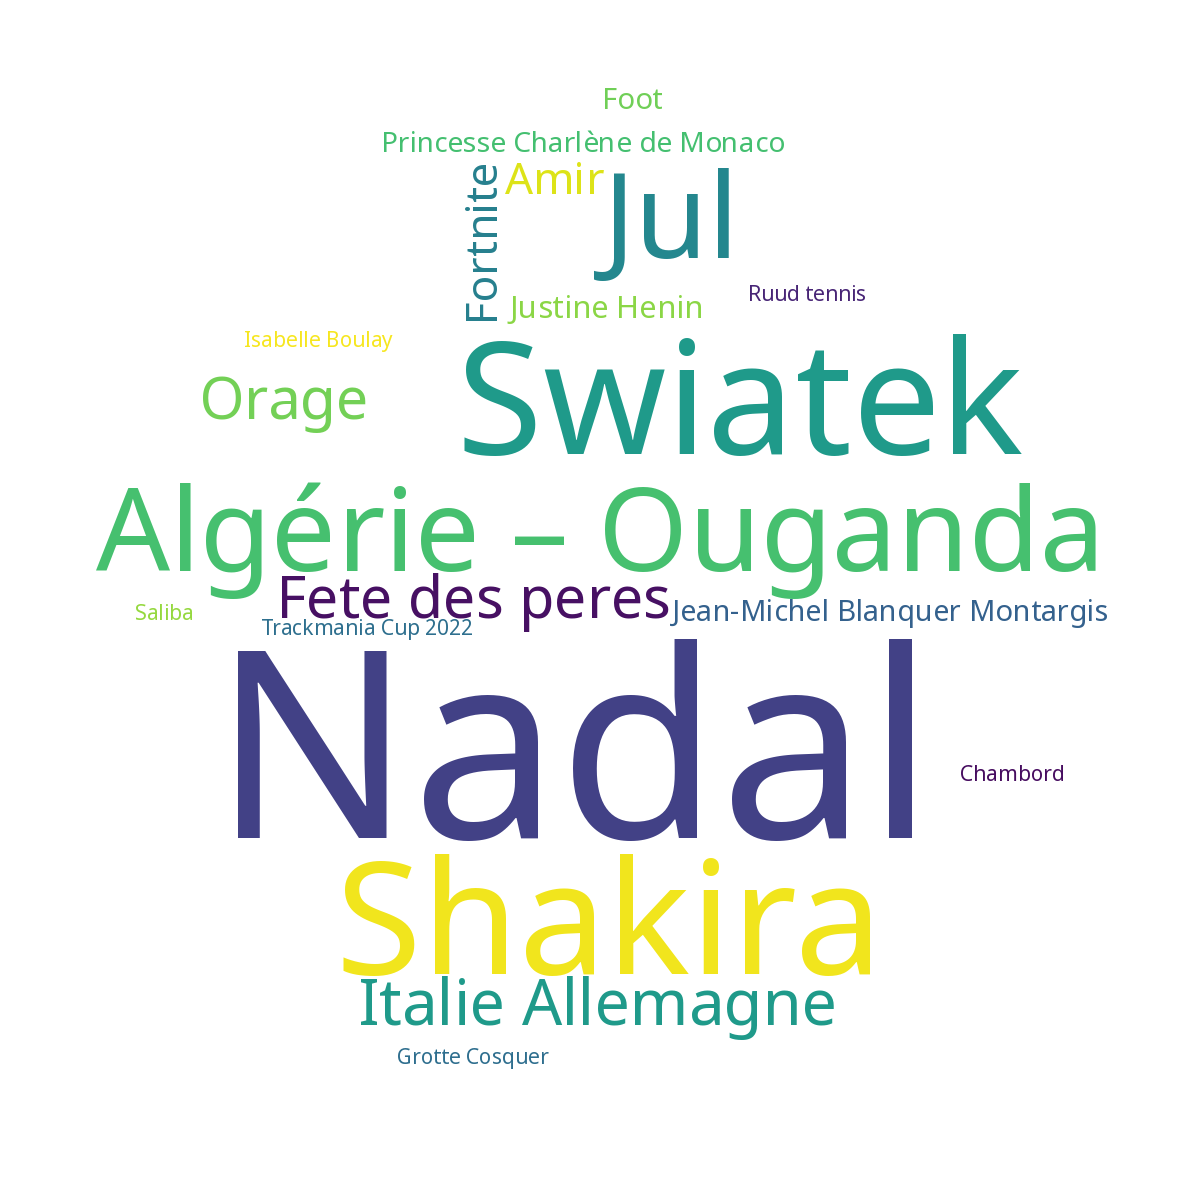 Foot
Princesse Charlène de Monaco
Amir
Jul
Fortnite
Ruud tennis
Justine Henin
Isabelle Boulay
Swiatek
Orage
Algérie – Ouganda
Fete des peres
Saliba
Jean-Michel Blanquer Montargis
Trackmania Cup 2022
Nadal
Chambord
Shakira
Italie Allemagne
Grotte Cosquer